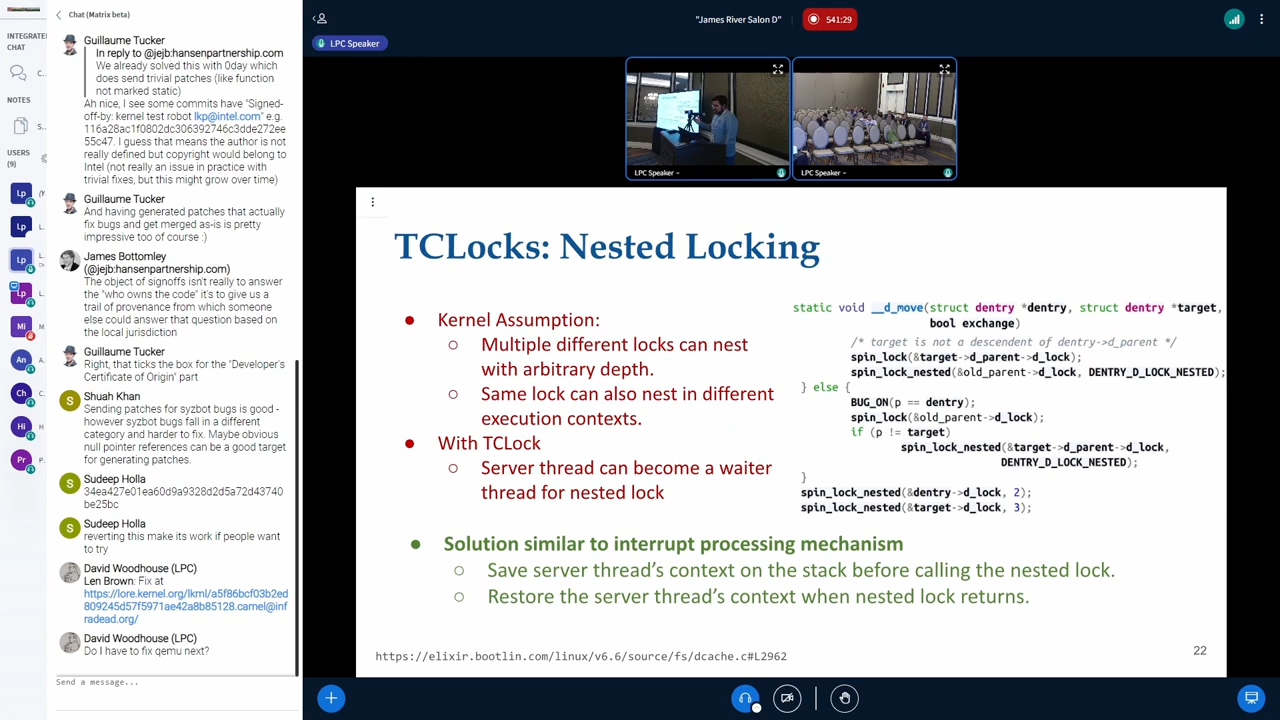 INTEGRATE
CHAT
C..
NOTES
S..
USERS
(9)
Lp
L..
Lp
L..
Lp
L..
Lp
L..
Mi
M..
An
A..
Ch
C..
Hi
H..
Pr
P..
Chat (Matrix beta)
Guillaume Tucker
In reply to @jejb:hansenpartnership.com
We already solved this with 0day which
does send trivial patches (like function
not marked static)
Ah nice, I see some commits have "Signed-
off-by: kernel test robot lkp@intel.com" e.g.
116a28ac1f0802dc306392746c3dde272ee
55c47. I guess that means the author is not
really defined but copyright would belong to
Intel (not really an issue in practice with
trivial fixes, but this might grow over time)
Guillaume Tucker
And having generated patches that actually
fix bugs and get merged as-is is pretty
impressive too of course :)
James Bottomley
(@jejb:hansenpartnership.com)
The object of signoffs isn't really to answer
the "who owns the code" it's to give us a
trail of provenance from which someone
else could answer that question based on
the local jurisdiction
Guillaume Tucker
Right, that ticks the box for the "Developer's
Certificate of Origin" part
S
Shuah Khan
Sending patches for syzbot bugs is good -
however syzbot bugs fall in a different
category and harder to fix. Maybe obvious
null pointer references can be a good target
for generating patches.
S
Sudeep Holla
34ea427e01ea60d9a9328d2d5a72d43740
be25bc
S
Sudeep Holla
reverting this make its work if people want
to try
David Woodhouse (LPC)
Len Brown: Fix at
https://lore.kernel.org/lkml/a5f86bcf03b2ed
809245d57f5971ae42a8b85128.camel@inf
radead.org/
David Woodhouse (LPC)
Do I have to fix qemu next?
Send a message...
"James River Salon D"
541:29
LPC Speaker
LPC Speaker
LPC Speaker
TCLocks: Nested Locking
● Kernel Assumption:
○ Multiple different locks can nest
with arbitrary depth.
○ Same lock can also nest in different
execution contexts.
● With TCLock
○ Server thread can become a waiter
thread for nested lock
static void __d_move(struct dentry *dentry, struct dentry *target,
bool exchange)
/* target is not a descendent of dentry->d_parent */
spin_lock(&target->d_parent->d_lock);
spin_lock_nested(&old_parent->d_lock, DENTRY_D_LOCK_NESTED);
} else {
BUG_ON(p == dentry);
spin_lock(&old_parent->d_lock);
if (p != target)
spin_lock_nested(&target->d_parent->d_lock,
DENTRY_D_LOCK_NESTED);
}
spin_lock_nested(&dentry->d_lock, 2);
spin_lock_nested(&target->d_lock, 3);
● Solution similar to interrupt processing mechanism
○ Save server thread's context on the stack before calling the nested lock.
○ Restore the server thread's context when nested lock returns.
https://elixir.bootlin.com/linux/v6.6/source/fs/dcache.c#L2962
22